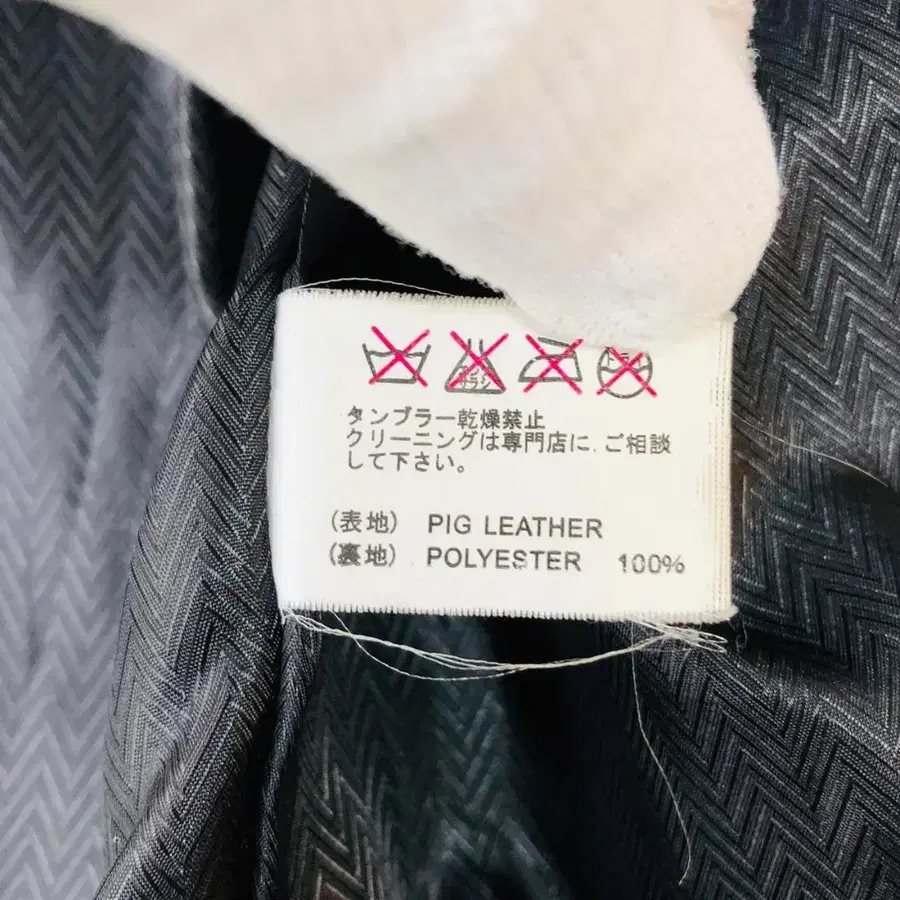 タンブラー乾燥禁止
クリーニングは専門店に、ご相談
して下さい。
(表地) PIG LEATHER
(裏地) POLYESTER 100%